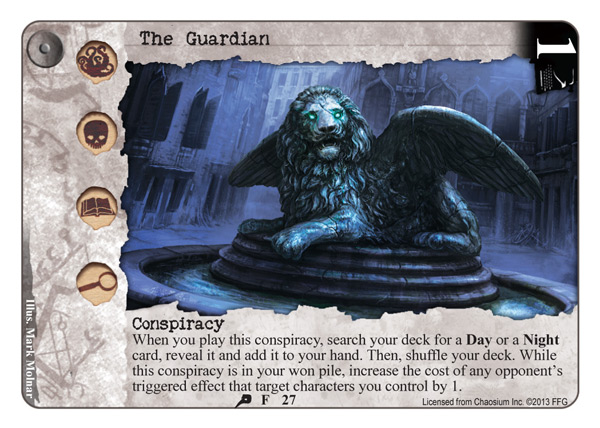 The Guardian
1
Conspiracy
When you play this conspiracy, search your deck for a Day or a Night
card, reveal it and add it to your hand. Then, shuffle your deck. While
this conspiracy is in your won pile, increase the cost of any opponent's
triggered effect that target characters you control by 1.
F 27
Licensed from Chaosium Inc. ©2013 FFG
Illus. Mark Molnar